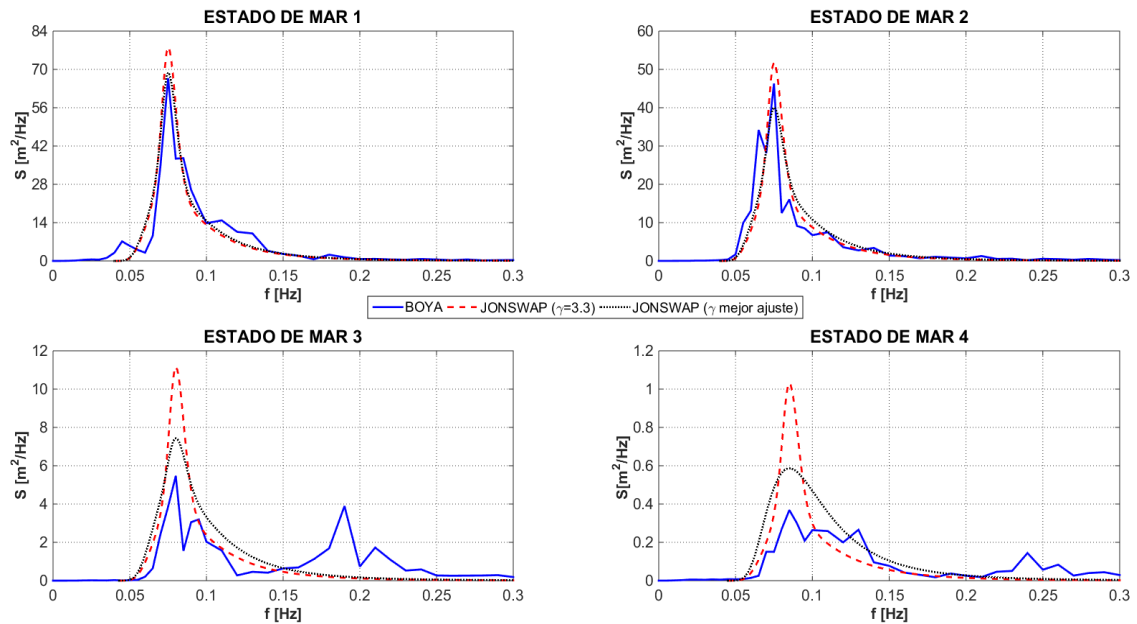 ESTADO DE MAR 1
S [m²/Hz]
84
70
56
42
28
14
0
0 0.05 0.1 0.15 0.2 0.25 0.3
f [Hz]
ESTADO DE MAR 2
S [m²/Hz]
60
50
40
30
20
10
0
0 0.05 0.1 0.15 0.2 0.25 0.3
f [Hz]
BOYA JONSWAP (γ=3.3) JONSWAP (γ mejor ajuste)
ESTADO DE MAR 3
S [m²/Hz]
12
10
8
6
4
2
0
0 0.05 0.1 0.15 0.2 0.25 0.3
f [Hz]
ESTADO DE MAR 4
S[m²/Hz]
1.2
1
0.8
0.6
0.4
0.2
0
0 0.05 0.1 0.15 0.2 0.25 0.3
f [Hz]